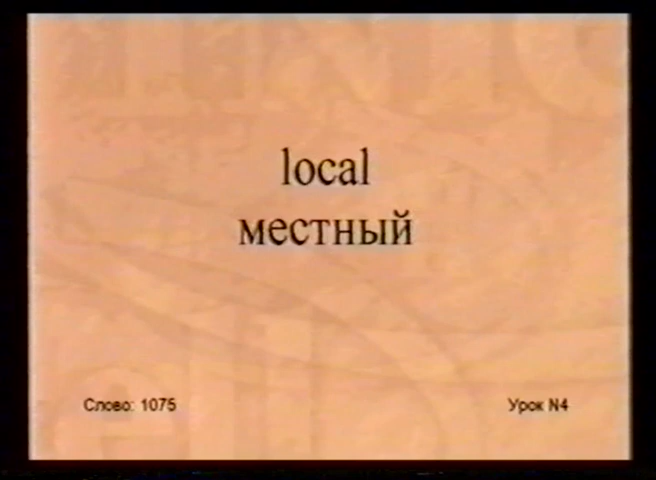 local
местный
Слово: 1075
Урок N4